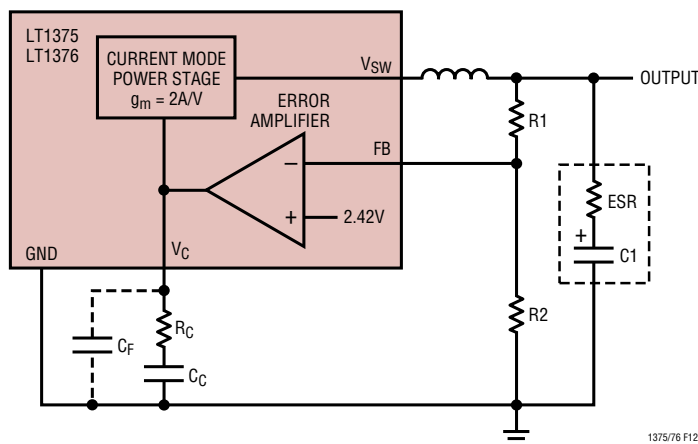 LT1375
LT1376
CURRENT MODE
POWER STAGE
gm = 2A/V
VSW
OUTPUT
ERROR
AMPLIFIER
R1
FB
–
+
2.42V
ESR
+
C1
GND
VC
R2
RC
CF
CC
1375/76 F12